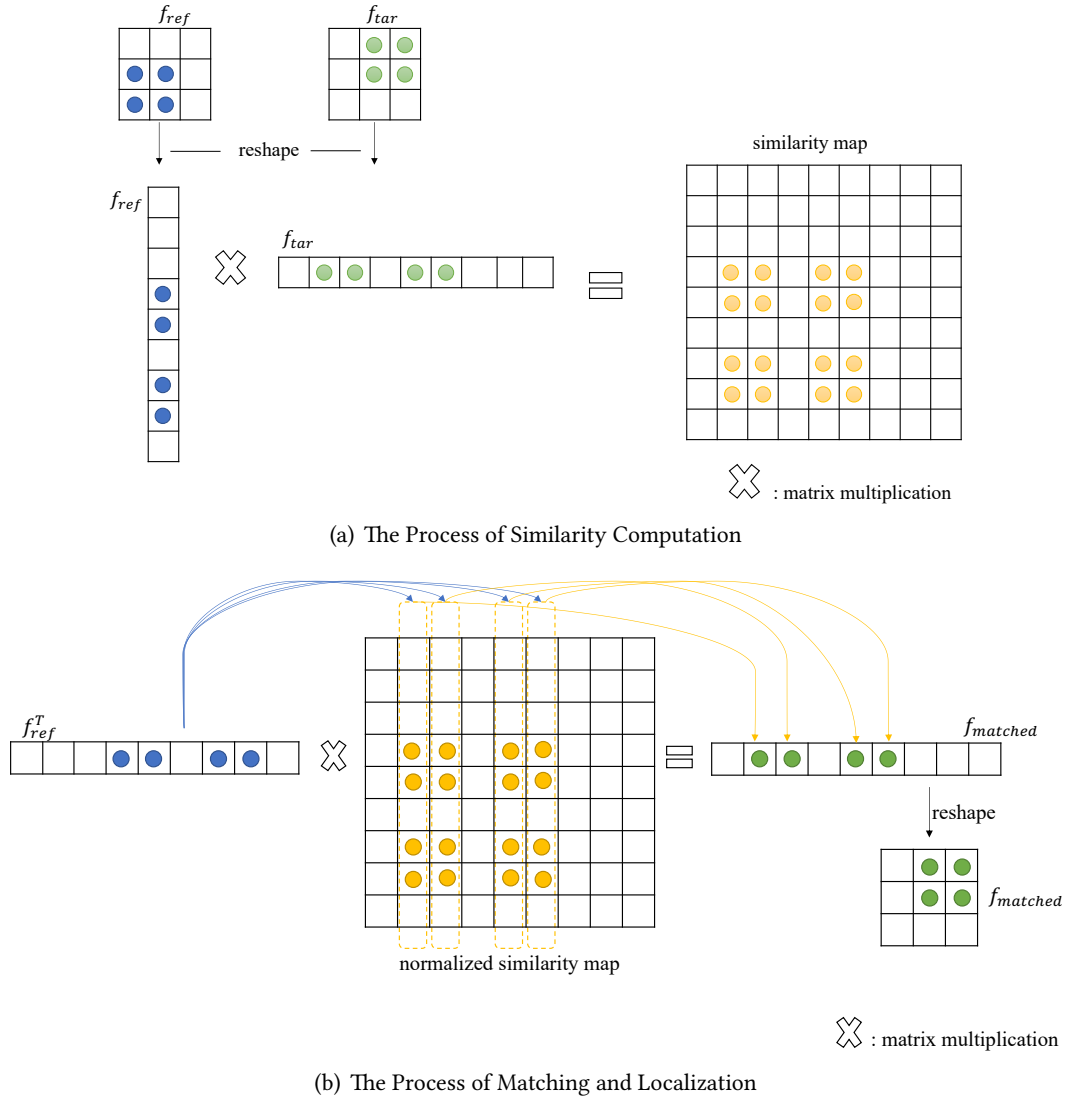 f_ref
f_tar
reshape
similarity map
f_ref
f_tar
: matrix multiplication
(a) The Process of Similarity Computation
f_ref^T
f_matched
reshape
f_matched
normalized similarity map
: matrix multiplication
(b) The Process of Matching and Localization